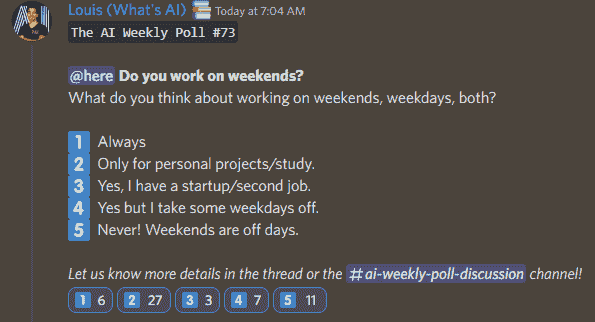 Louis (What's AI) Today at 7:04 AM
The AI Weekly Poll #73
@here Do you work on weekends?
What do you think about working on weekends, weekdays, both?
1 Always
2 Only for personal projects/study.
3 Yes, I have a startup/second job.
4 Yes but I take some weekdays off.
5 Never! Weekends are off days.
Let us know more details in the thread or the #ai-weekly-poll-discussion channel!
1 6 2 27 3 3 4 7 5 11